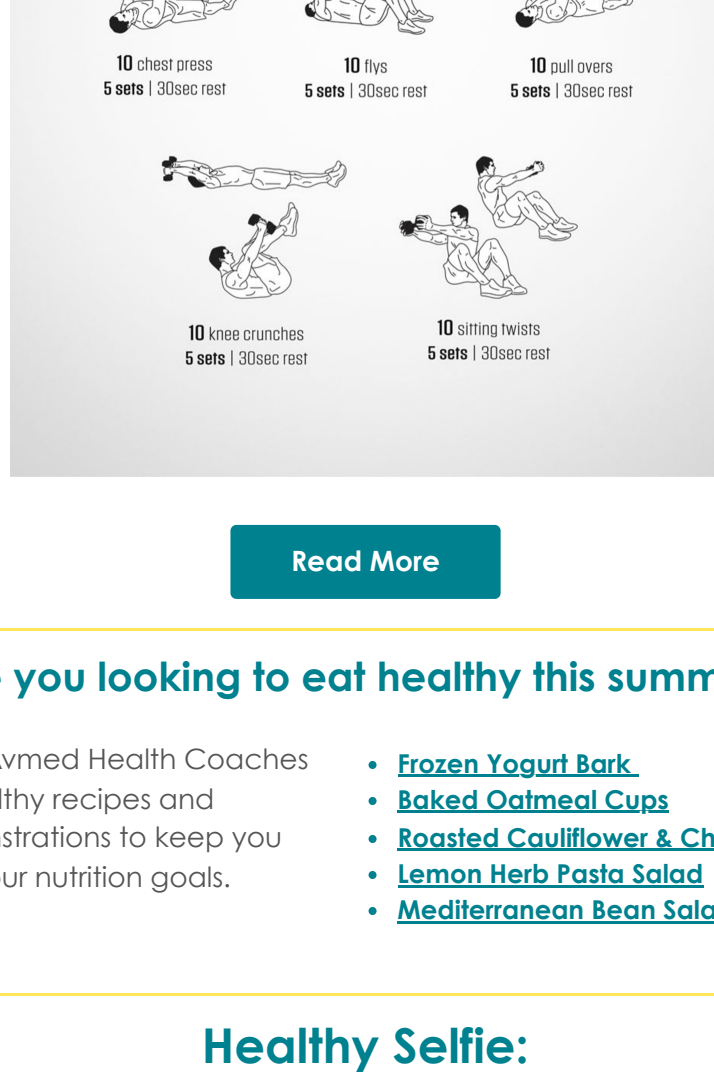 10 chest press
5 sets | 30sec rest
10 flys
5 sets | 30sec rest
10 pull overs
5 sets | 30sec rest
10 knee crunches
5 sets | 30sec rest
10 sitting twists
5 sets | 30sec rest
Read More
you looking to eat healthy this summ
vmed Health Coaches
lthy recipes and
strations to keep you
ur nutrition goals.
• Frozen Yogurt Bark
• Baked Oatmeal Cups
• Roasted Cauliflower & Ch
• Lemon Herb Pasta Salad
• Mediterranean Bean Sala
Healthy Selfie: